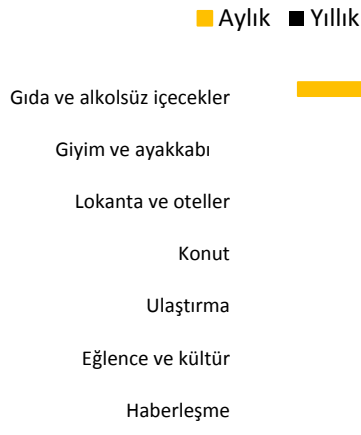 Aylık Yıllık
Gıda ve alkolsüz içecekler
Giyim ve ayakkabı
Lokanta ve oteller
Konut
Ulaştırma
Eğlence ve kültür
Haberleşme